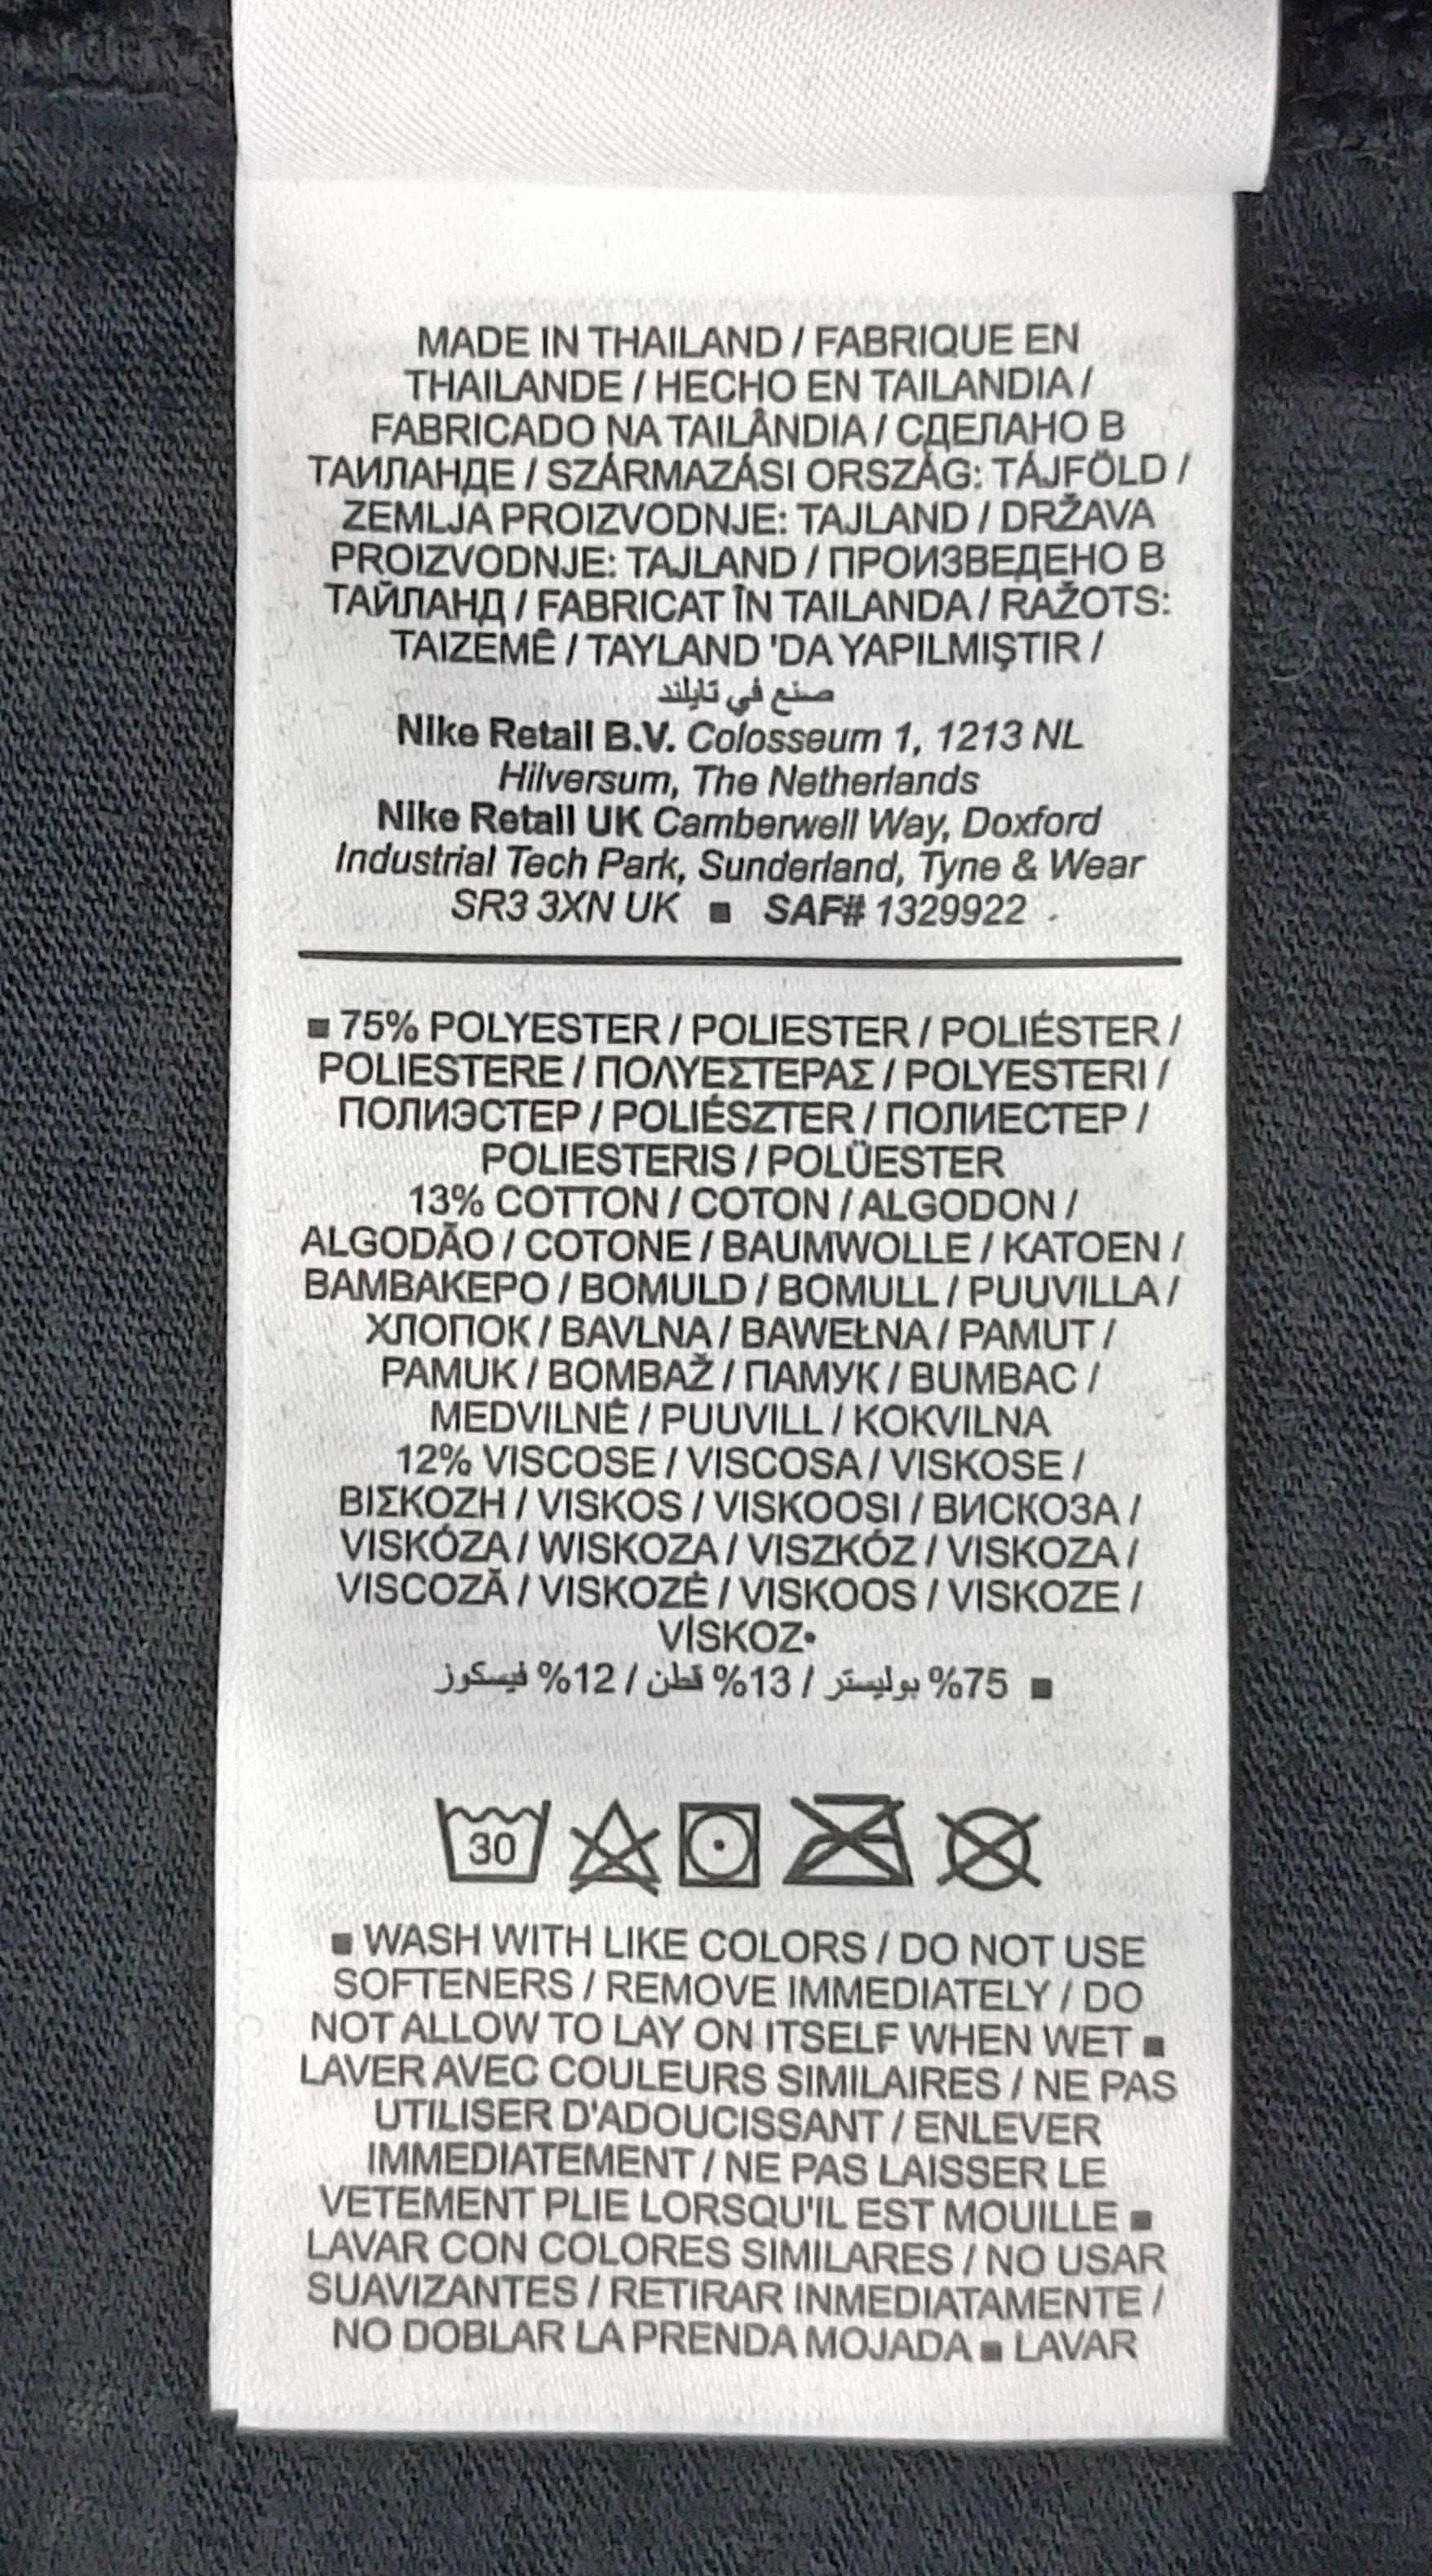 MADE IN THAILAND / FABRIQUE EN
THAILANDE / HECHO EN TAILANDIA /
FABRICADO NA TAILÂNDIA / СДЕЛАНО В
ТАИЛАНДЕ / SZÁRMAZÁSI ORSZÁG: TÁJFÖLD /
ZEMLJA PROIZVODNJE: TAJLAND / DRŽAVA
PROIZVODNJE: TAJLAND / ПРОИЗВЕДЕНО В
ТАЙЛАНД / FABRICAT ÎN TAILANDA / RAŽOTS:
TAIZEMĒ / TAYLAND 'DA YAPILMIŞTIR /
صنع في تايلند
Nike Retail B.V. Colosseum 1, 1213 NL
Hilversum, The Netherlands
Nike Retail UK Camberwell Way, Doxford
Industrial Tech Park, Sunderland, Tyne & Wear
SR3 3XN UK ■ SAF# 1329922
■ 75% POLYESTER / POLIESTER / POLIÉSTER /
POLIESTERE / ΠΟΛΥΕΣΤΕΡΑΣ / POLYESTERI /
ПОЛИЭСТЕР / POLIÉSZTER / ПОЛИЕСТЕР /
POLIESTERIS / POLÜESTER
13% COTTON / COTON / ALGODON /
ALGODÃO / COTONE / BAUMWOLLE / KATOEN /
ΒΑΜΒΑΚΕΡΟ / BOMULD / BOMULL / PUUVILLA /
ХЛОПОК / BAVLNA / BAWEŁNA / PAMUT /
PAMUK / BOMBAŽ / ПАМУК / BUMBAC /
MEDVILNĖ / PUUVILL / KOKVILNA
12% VISCOSE / VISCOSA / VISKOSE /
ΒΙΣΚΟΖΗ / VISKOS / VISKOOSI / ВИСКОЗА /
VISKÓZA / WISKOZA / VISZKÓZ / VISKOZA /
VISCOZĂ / VISKOZĖ / VISKOOS / VISKOZE /
VİSKOZ•
■ 75% بوليستر / 13% قطن / 12% فيسكوز
30
■ WASH WITH LIKE COLORS / DO NOT USE
SOFTENERS / REMOVE IMMEDIATELY / DO
NOT ALLOW TO LAY ON ITSELF WHEN WET ■
LAVER AVEC COULEURS SIMILAIRES / NE PAS
UTILISER D'ADOUCISSANT / ENLEVER
IMMEDIATEMENT / NE PAS LAISSER LE
VETEMENT PLIE LORSQU'IL EST MOUILLE ■
LAVAR CON COLORES SIMILARES / NO USAR
SUAVIZANTES / RETIRAR INMEDIATAMENTE /
NO DOBLAR LA PRENDA MOJADA ■ LAVAR